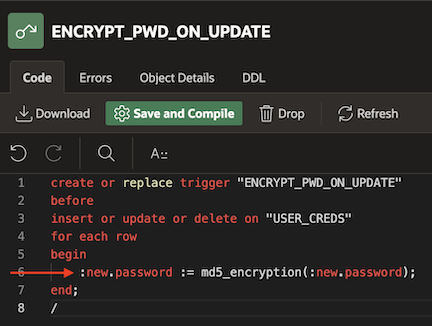 ENCRYPT_PWD_ON_UPDATE
Code Errors Object Details DDL
Download Save and Compile Drop Refresh
A
1 create or replace trigger "ENCRYPT_PWD_ON_UPDATE"
2 before
3 insert or update or delete on "USER_CREDS"
4 for each row
5 begin
6 :new.password := md5_encryption(:new.password);
7 end;
8 /